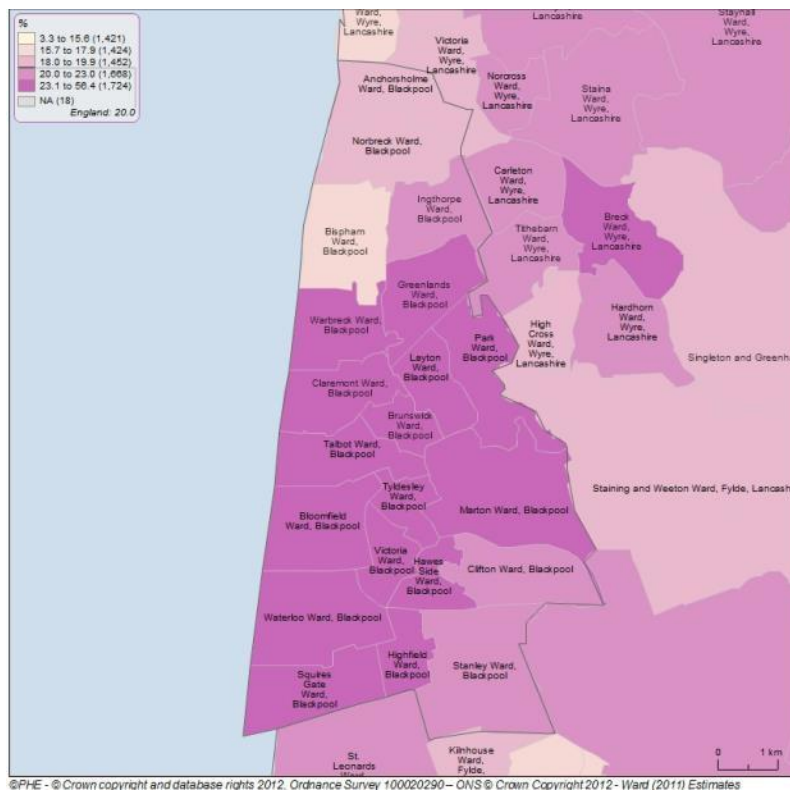 %
3.3 to 15.6 (1,421)
15.7 to 17.9 (1,424)
18.0 to 19.9 (1,452)
20.0 to 23.0 (1,668)
23.1 to 56.4 (1,724)
NA (18)
England: 20.0
Ward,
Wyre,
Lancashire
Victoria
Ward,
Wyre,
Lancashire
Lancashire
Staynall
Ward,
Wyre,
Lancashire
Anchorsholme
Ward, Blackpool
Norcross
Ward,
Wyre,
Lancashire
Staina
Ward,
Wyre,
Lancashire
Norbreck Ward,
Blackpool
Carleton
Ward,
Wyre,
Lancashire
Ingthorpe
Ward,
Blackpool
Breck
Ward,
Wyre,
Lancashire
Bispham
Ward,
Blackpool
Tithebarn
Ward,
Wyre,
Lancashire
Greenlands
Ward,
Blackpool
Hardhorn
Ward,
Wyre,
Lancashire
Warbreck Ward,
Blackpool
Park
Ward,
Blackpool
High
Cross
Ward,
Wyre,
Lancashire
Layton
Ward,
Blackpool
Singleton and Greenh
Claremont Ward,
Blackpool
Brunswick
Ward,
Blackpool
Talbot Ward,
Blackpool
Tyldesley
Ward,
Blackpool
Staining and Weeton Ward, Fylde, Lancash
Marton Ward, Blackpool
Bloomfield
Ward, Blackpool
Victoria
Ward,
Blackpool
Hawes
Side
Ward,
Blackpool
Clifton Ward, Blackpool
Waterloo Ward, Blackpool
Highfield
Ward,
Blackpool
Stanley Ward,
Blackpool
Squires
Gate
Ward,
Blackpool
St.
Leonards
Kilnhouse
Ward,
Fylde,
0 1 km
©PHE - © Crown copyright and database rights 2012, Ordnance Survey 100020290 – ONS © Crown Copyright 2012 - Ward (2011) Estimates